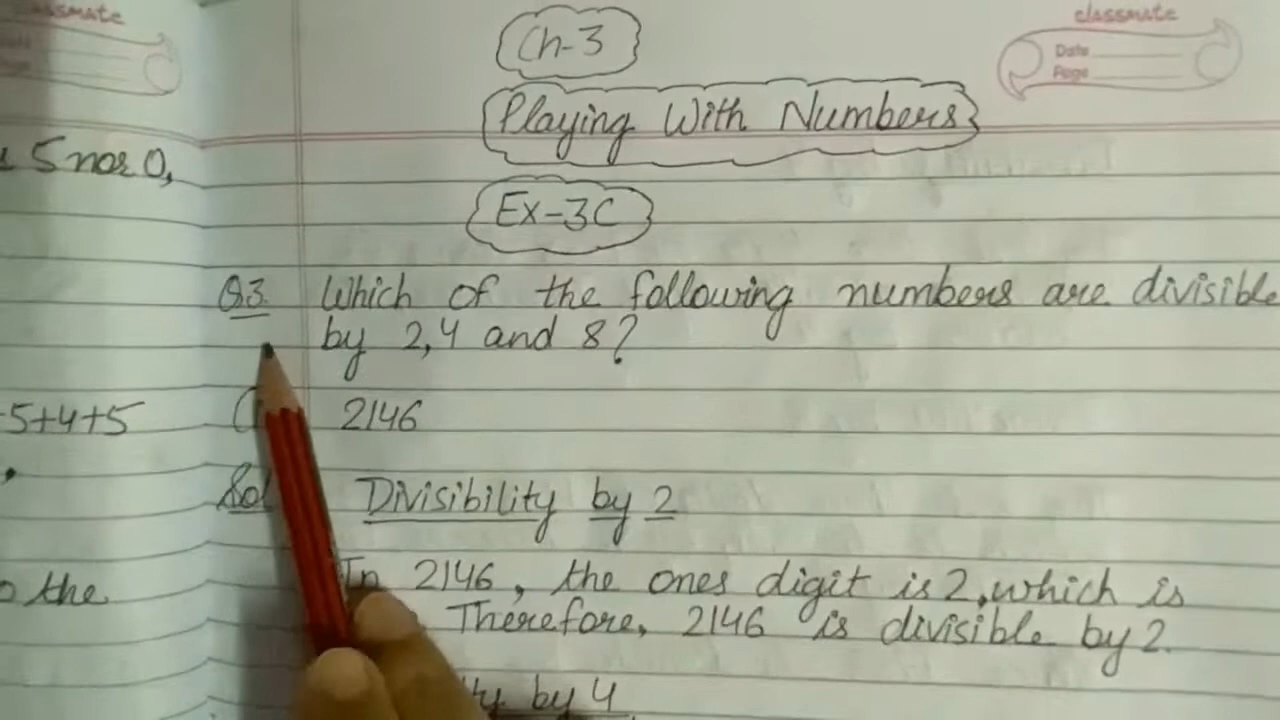 classmate
Ch-3
classmate
Date
Page
Playing With Numbers
5 nor 0,
Ex-3C
Q3 Which of the following numbers are divisible
by 2,4 and 8?
5+4+5
2146
Sol Divisibility by 2
In 2146, the ones digit is 2, which is
the
Therefore, 2146 is divisible by 2.
by 4